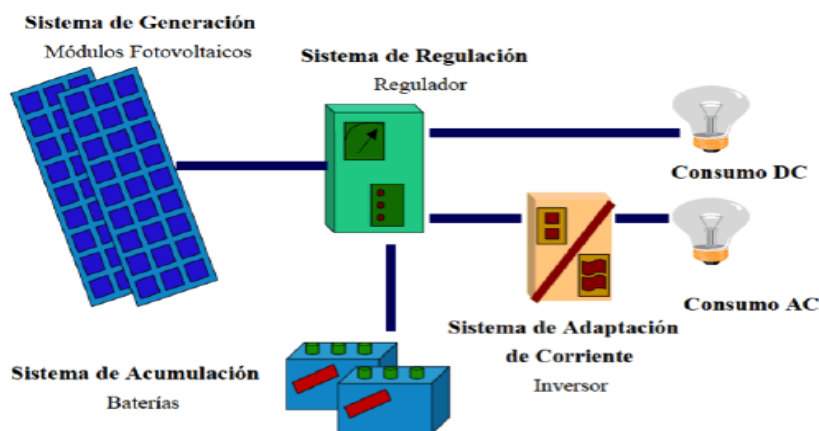 Sistema de Generación
Módulos Fotovoltaicos
Sistema de Regulación
Regulador
Consumo DC
Consumo AC
Sistema de Adaptación
de Corriente
Inversor
Sistema de Acumulación
Baterías